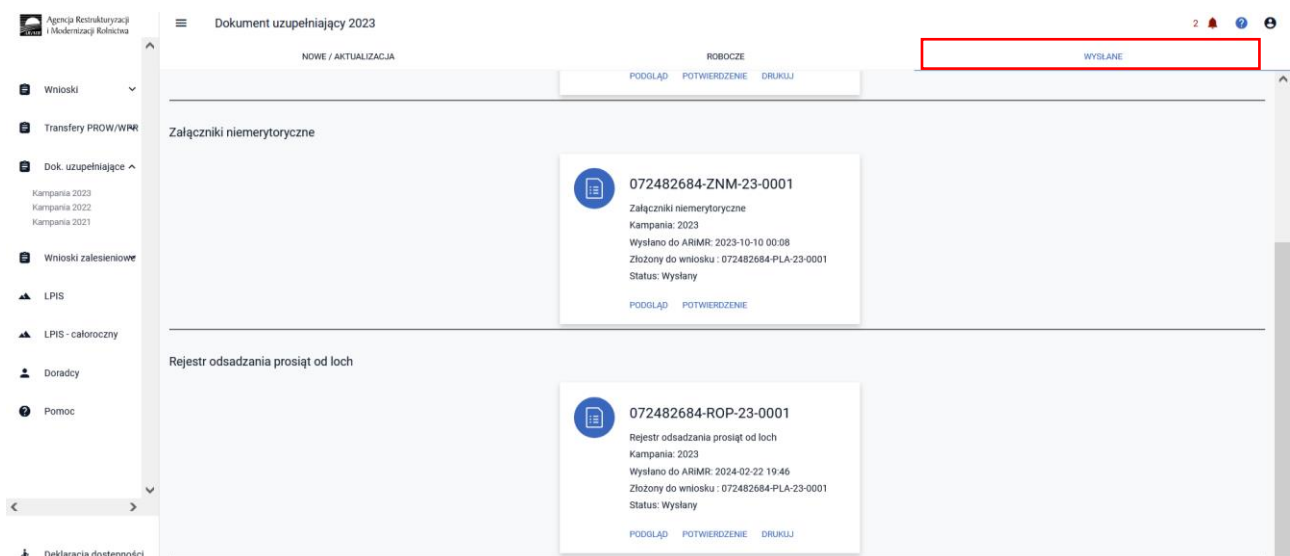 Agencja Restrukturyzacji
i Modernizacji Rolnictwa
Dokument uzupełniający 2023
2
NOWE / AKTUALIZACJA
ROBOCZE
WYSŁANE
Wnioski
Transfery PROW/WPR
Dok. uzupełniające
Kampania 2023
Kampania 2022
Kampania 2021
Wnioski zalesieniowe
LPIS
LPIS - całoroczny
Doradcy
Pomoc
Deklaracja dostępności
PODGLĄD POTWIERDZENIE DRUKUJ
Załączniki niemerytoryczne
072482684-ZNM-23-0001
Załączniki niemerytoryczne
Kampania: 2023
Wysłano do ARiMR: 2023-10-10 00:08
Złożony do wniosku : 072482684-PLA-23-0001
Status: Wysłany
PODGLĄD POTWIERDZENIE
Rejestr odsadzania prosiąt od loch
072482684-ROP-23-0001
Rejestr odsadzania prosiąt od loch
Kampania: 2023
Wysłano do ARiMR: 2024-02-22 19:46
Złożony do wniosku : 072482684-PLA-23-0001
Status: Wysłany
PODGLĄD POTWIERDZENIE DRUKUJ